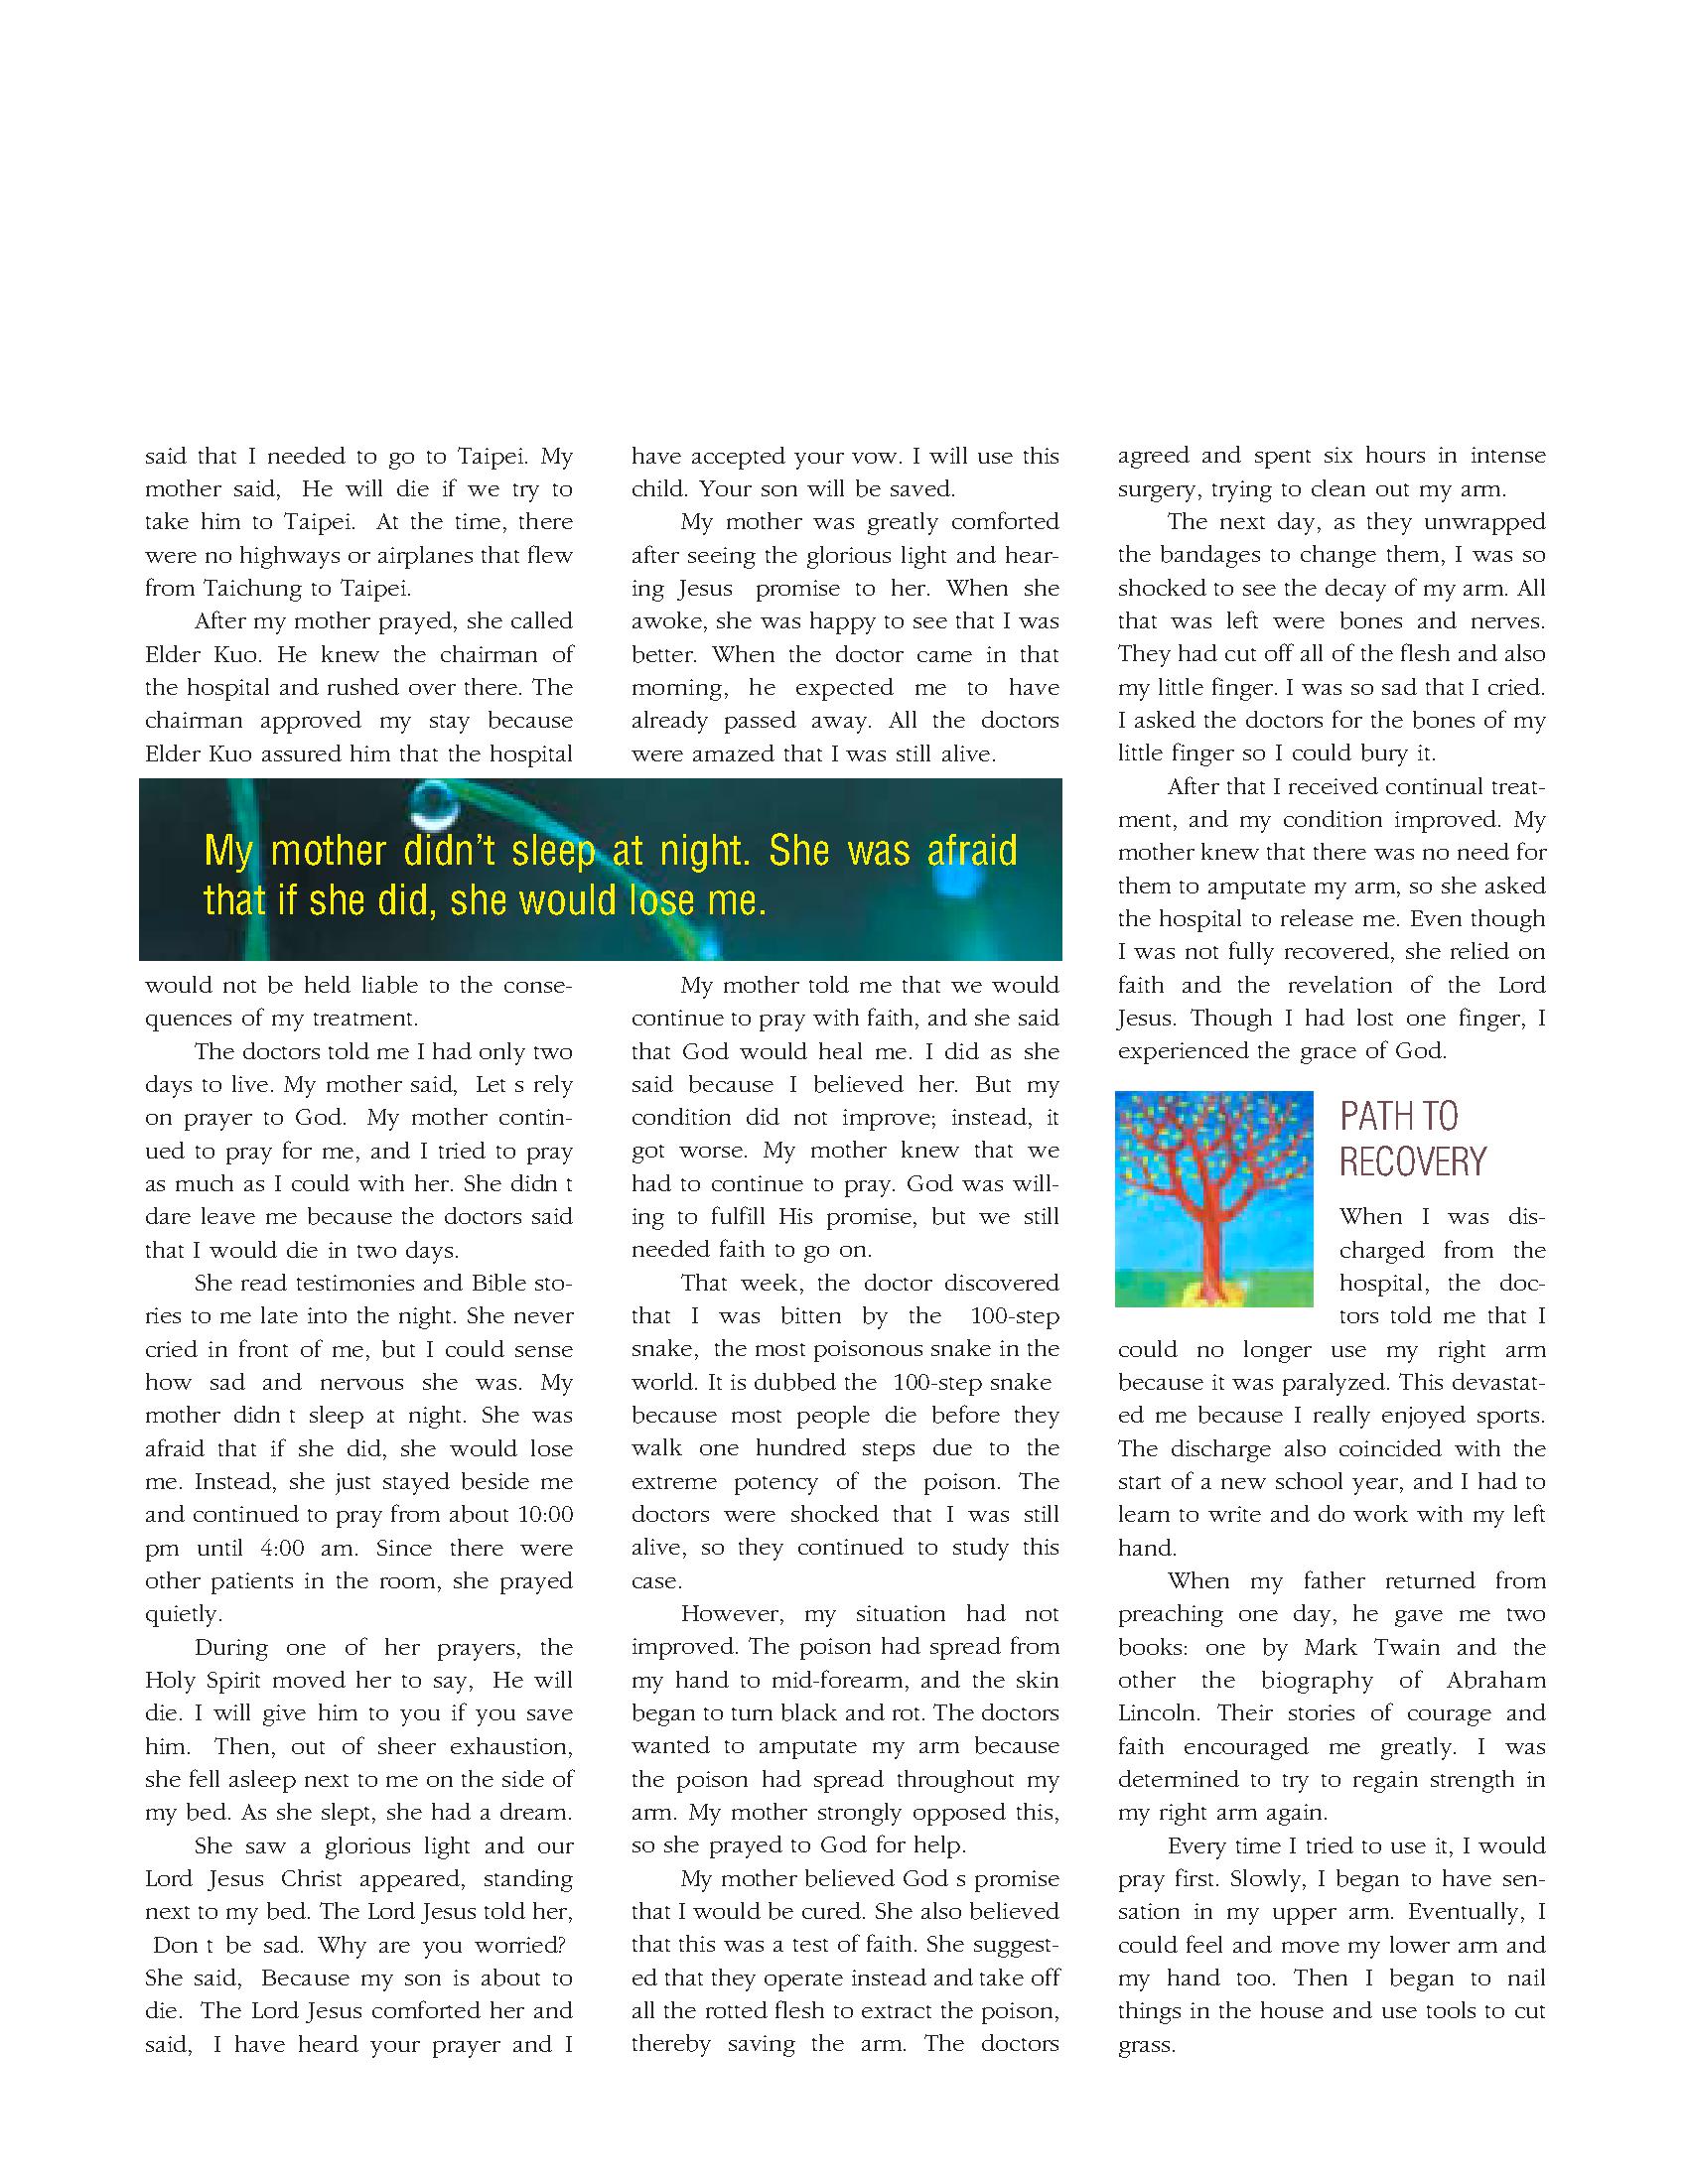 said that I needed to go to Taipei. My
mother said,  He will die if we try to
take him to Taipei.  At the time, there
were no highways or airplanes that flew
from Taichung to Taipei.
After my mother prayed, she called
Elder Kuo. He knew the chairman of
the hospital and rushed over there. The
chairman approved my stay because
Elder Kuo assured him that the hospital
My mother didn't sleep at night. She was afraid
that if she did, she would lose me.
would not be held liable to the conse-
quences of my treatment.
The doctors told me I had only two
days to live. My mother said,  Let s rely
on prayer to God.  My mother contin-
ued to pray for me, and I tried to pray
as much as I could with her. She didn t
dare leave me because the doctors said
that I would die in two days.
She read testimonies and Bible sto-
ries to me late into the night. She never
cried in front of me, but I could sense
how sad and nervous she was. My
mother didn t sleep at night. She was
afraid that if she did, she would lose
me. Instead, she just stayed beside me
and continued to pray from about 10:00
pm until 4:00 am. Since there were
other patients in the room, she prayed
quietly.
During one of her prayers, the
Holy Spirit moved her to say,  He will
die. I will give him to you if you save
him.  Then, out of sheer exhaustion,
she fell asleep next to me on the side of
my bed. As she slept, she had a dream.
She saw a glorious light and our
Lord Jesus Christ appeared, standing
next to my bed. The Lord Jesus told her,
Don t be sad. Why are you worried?
She said,  Because my son is about to
die.  The Lord Jesus comforted her and
said,  I have heard your prayer and I
have accepted your vow. I will use this
child. Your son will be saved.
My mother was greatly comforted
after seeing the glorious light and hear-
ing Jesus  promise to her. When she
awoke, she was happy to see that I was
better. When the doctor came in that
morning, he expected me to have
already passed away. All the doctors
were amazed that I was still alive.
My mother told me that we would
continue to pray with faith, and she said
that God would heal me. I did as she
said because I believed her. But my
condition did not improve; instead, it
got worse. My mother knew that we
had to continue to pray. God was will-
ing to fulfill His promise, but we still
needed faith to go on.
That week, the doctor discovered
that I was bitten by the  100-step
snake,  the most poisonous snake in the
world. It is dubbed the  100-step snake
because most people die before they
walk one hundred steps due to the
extreme potency of the poison. The
doctors were shocked that I was still
alive, so they continued to study this
case.
However, my situation had not
improved. The poison had spread from
my hand to mid-forearm, and the skin
began to turn black and rot. The doctors
wanted to amputate my arm because
the poison had spread throughout my
arm. My mother strongly opposed this,
so she prayed to God for help.
My mother believed God s promise
that I would be cured. She also believed
that this was a test of faith. She suggest-
ed that they operate instead and take off
all the rotted flesh to extract the poison,
thereby saving the arm. The doctors
agreed and spent six hours in intense
surgery, trying to clean out my arm.
The next day, as they unwrapped
the bandages to change them, I was so
shocked to see the decay of my arm. All
that was left were bones and nerves.
They had cut off all of the flesh and also
my little finger. I was so sad that I cried.
I asked the doctors for the bones of my
little finger so I could bury it.
After that I received continual treat-
ment, and my condition improved. My
mother knew that there was no need for
them to amputate my arm, so she asked
the hospital to release me. Even though
I was not fully recovered, she relied on
faith and the revelation of the Lord
Jesus. Though I had lost one finger, I
experienced the grace of God.
PATH TO
RECOVERY
When I was dis-
charged from the
hospital, the doc-
tors told me that I
could no longer use my right arm
because it was paralyzed. This devastat-
ed me because I really enjoyed sports.
The discharge also coincided with the
start of a new school year, and I had to
learn to write and do work with my left
hand.
When my father returned from
preaching one day, he gave me two
books: one by Mark Twain and the
other the biography of Abraham
Lincoln. Their stories of courage and
faith encouraged me greatly. I was
determined to try to regain strength in
my right arm again.
Every time I tried to use it, I would
pray first. Slowly, I began to have sen-
sation in my upper arm. Eventually, I
could feel and move my lower arm and
my hand too. Then I began to nail
things in the house and use tools to cut
grass.